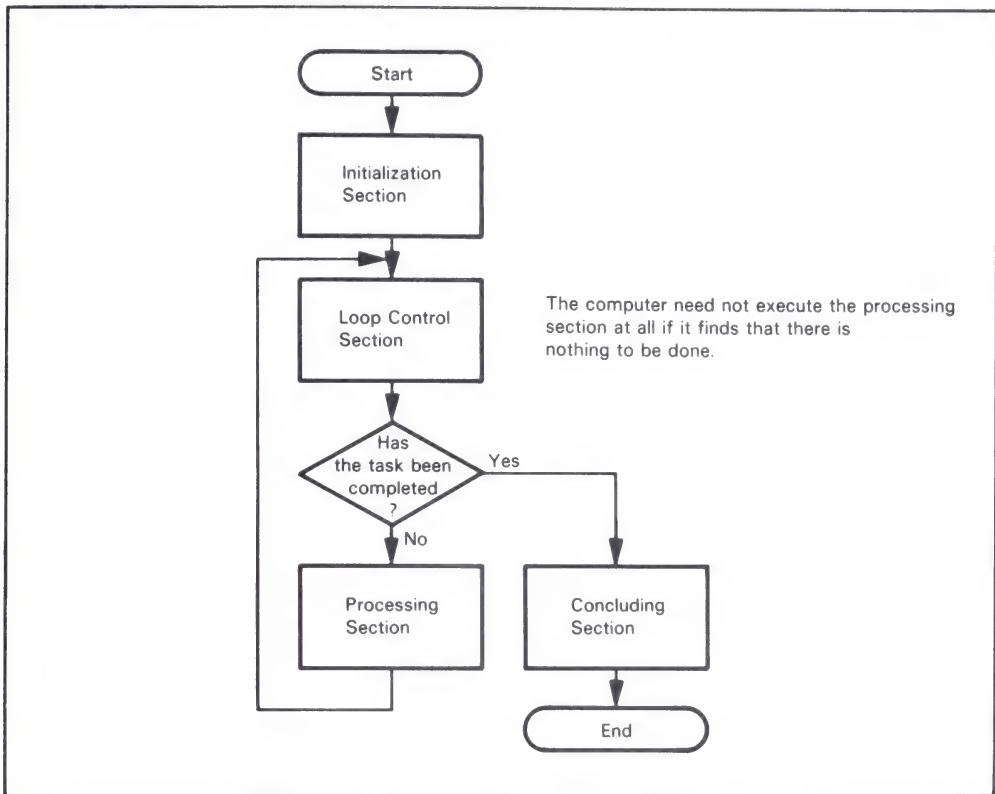 Start
Initialization
Section
Loop Control
Section
The computer need not execute the processing
section at all if it finds that there is
nothing to be done.
Has
the task been
completed
?
Yes
No
Processing
Section
Concluding
Section
End